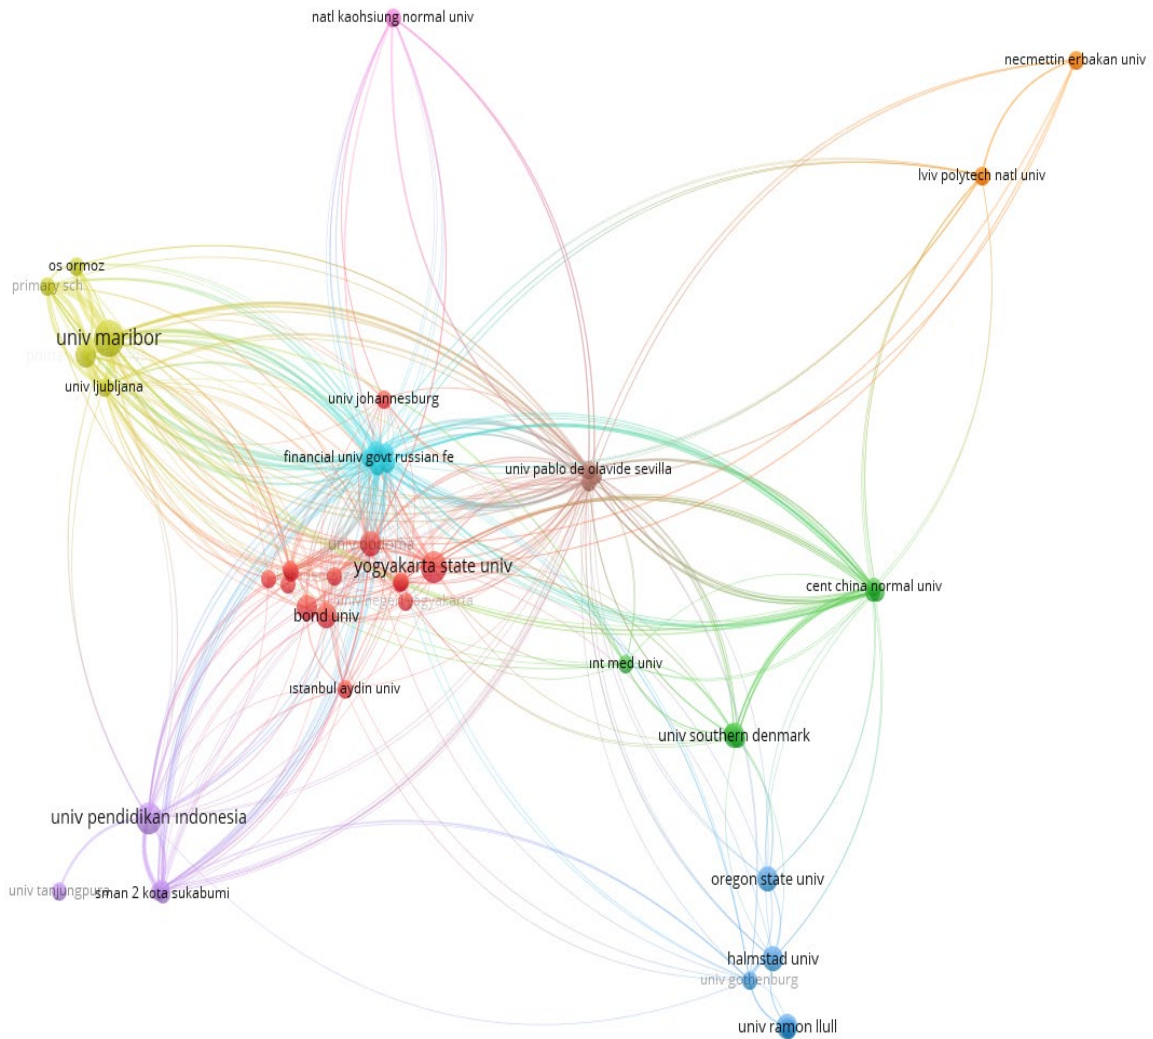 natl kaohsiung normal univ
necmettin erbakan univ
lviv polytech natl univ
os ormoz
primary sch...
univ maribor
univ ljubljana
univ johannesburg
financial univ govt russian fe
univ pablo de olavide sevilla
yogyakarta state univ
cent china normal univ
bond univ
ınt med univ
ıstanbul aydin univ
univ southern denmark
univ pendidikan ındonesia
oregon state univ
univ tanjungpura
sman 2 kota sukabumi
halmstad univ
univ gothenburg
univ ramon llull